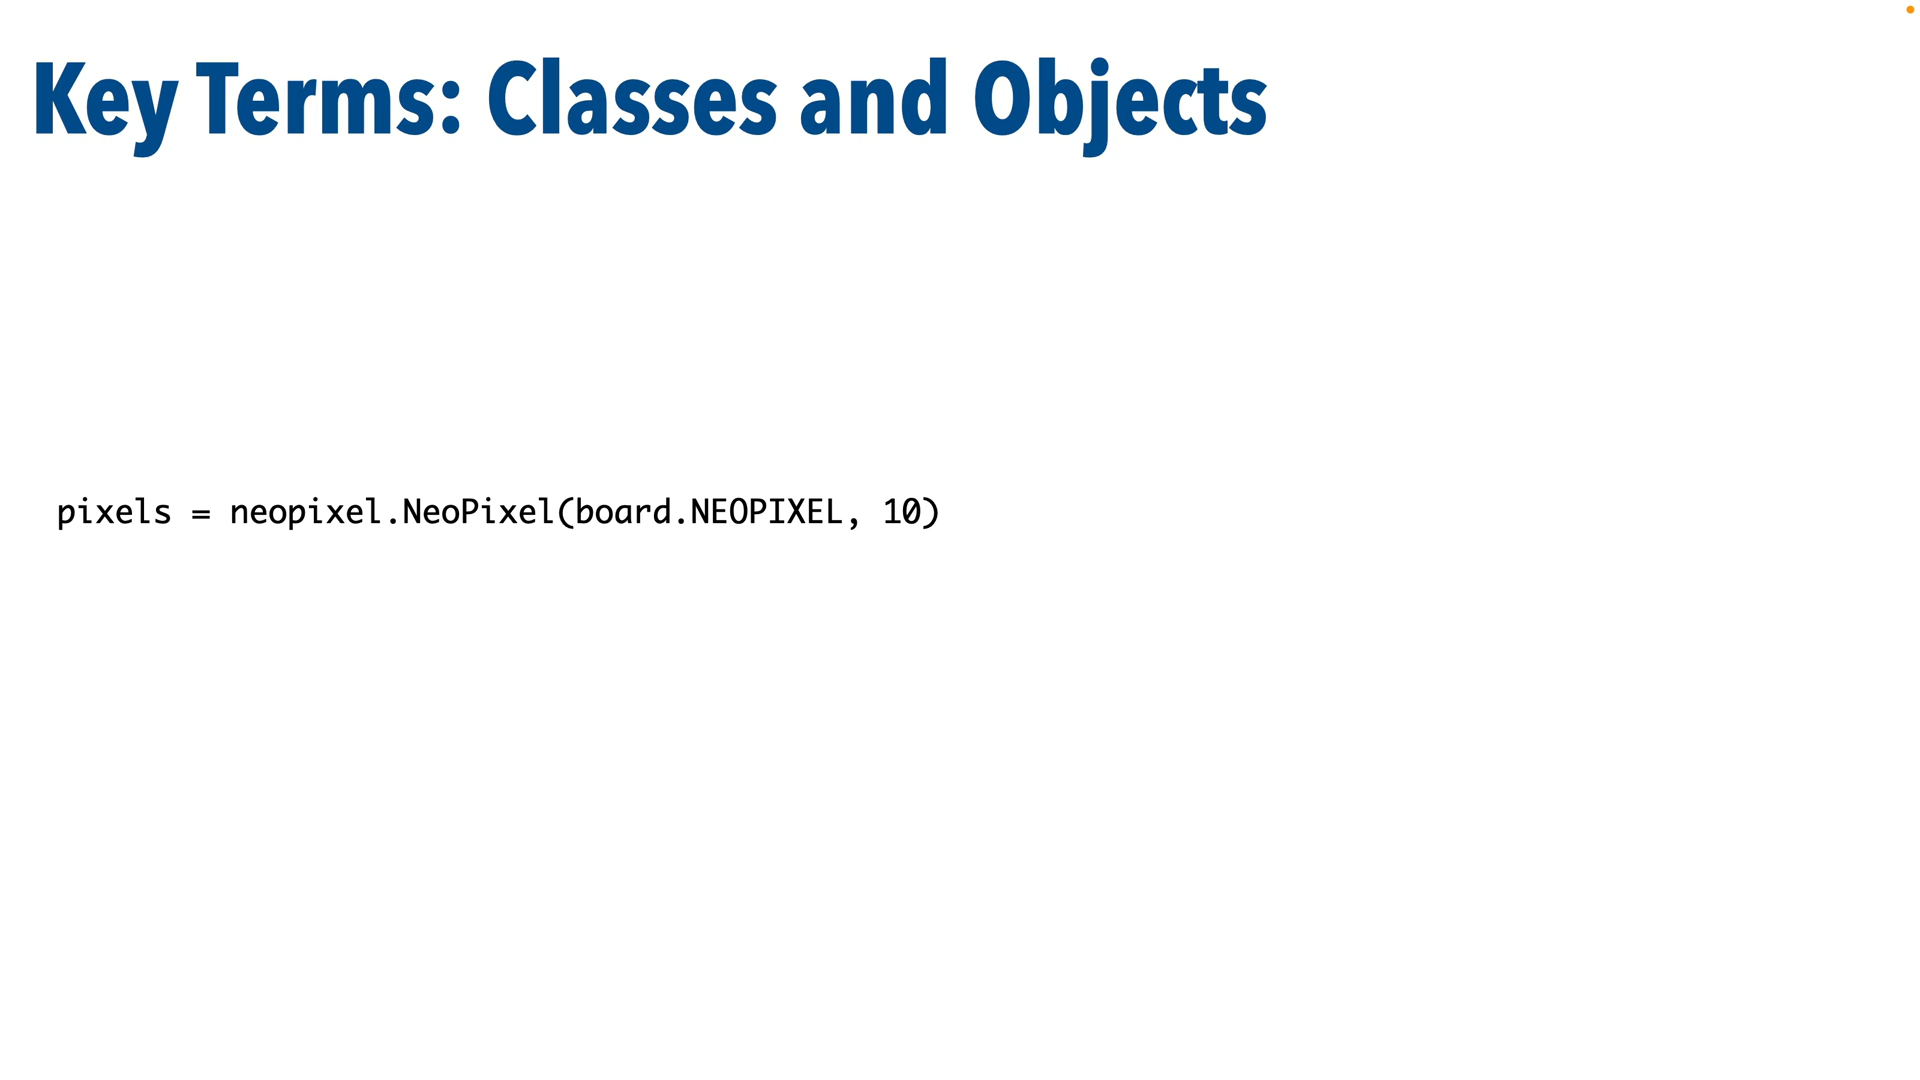 Key Terms: Classes and Objects
pixels = neopixel.NeoPixel(board.NEOPIXEL, 10)